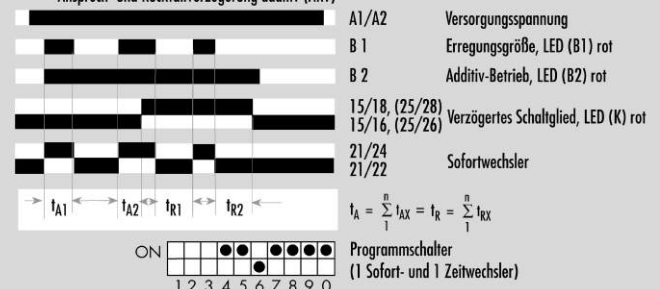 Ansprech- und Rückfallverzögerung additiv (ARV)
A1/A2 Versorgungsspannung
B 1 Erregungsgröße, LED (B1) rot
B 2 Additiv-Betrieb, LED (B2) rot
15/18, (25/28)
15/16, (25/26) Verzögertes Schaltglied, LED (K) rot
21/24
21/22 Sofortwechsler
tA1 tA2 tR1 tR2
tA = n Σ 1 tAX = tR = n Σ 1 tRX
ON Programmschalter
(1 Sofort- und 1 Zeitwechsler)
1 2 3 4 5 6 7 8 9 0